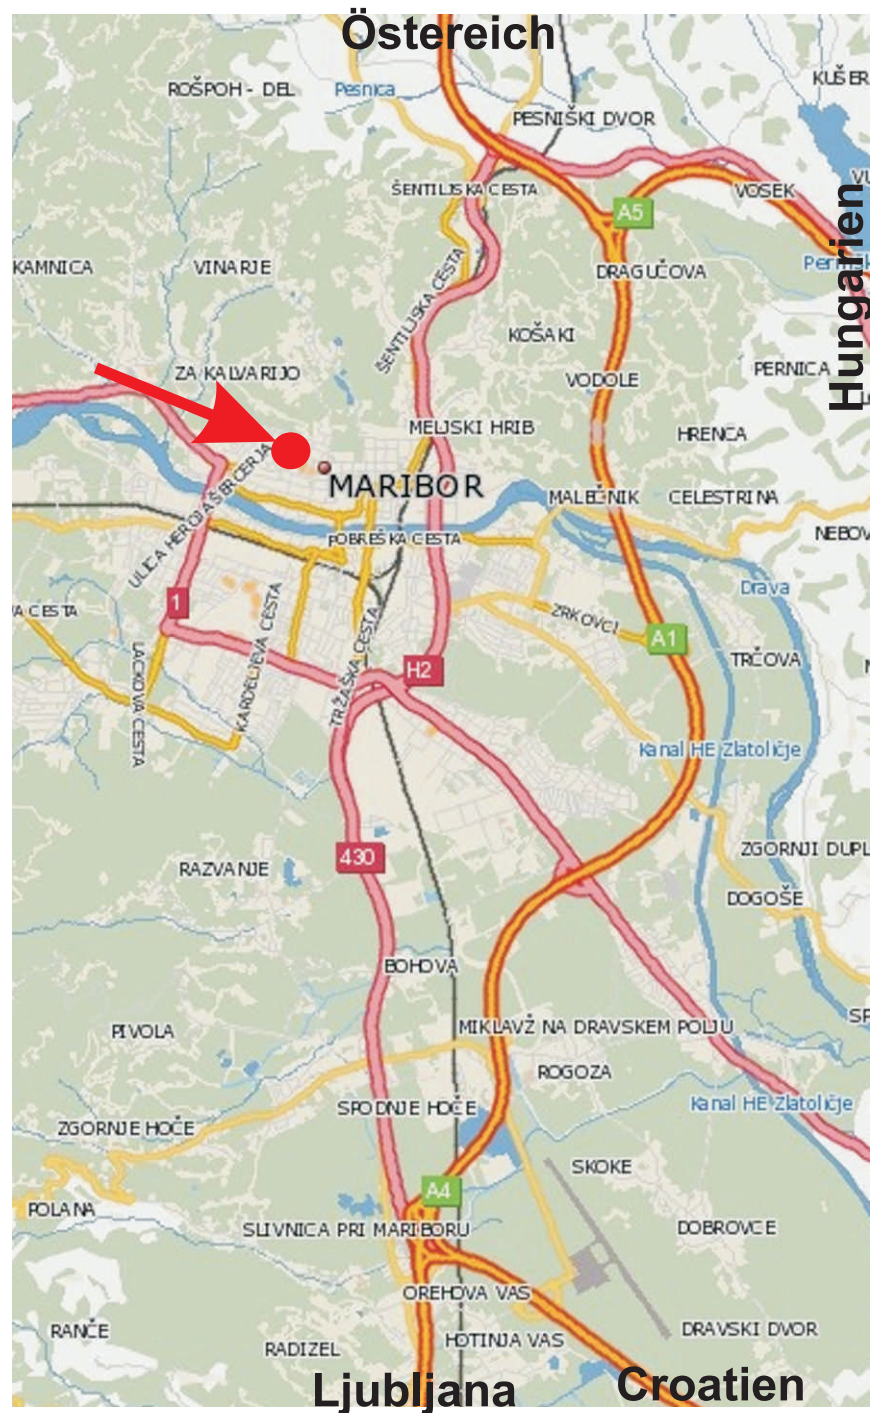 Östereich
ROŠPOH - DEL
Pesnica
KUŠER
PESNIŠKI DVOR
ŠENTILJSKA CESTA
VOSEK
VU
A5
Hungarien
KAMNICA
VINARJE
ŠENTILJSKA CESTA
DRAGUČOVA
KOŠAKI
ZA KALVARIJO
VODOLE
PERNICA
MELJSKI HRIB
HRENCA
MARIBOR
MALEČNIK
CELESTRINA
ULICA HEROJA ŠERCERJA
POBREŠKA CESTA
NEBOV
Drava
1
A CESTA
ZRKOVCI
A1
LACKOVA CESTA
KARDELJEVA CESTA
TRŽAŠKA CESTA
H2
TRČOVA
Kanal HE Zlatoličje
430
RAZVANJE
ZGORNJI DUPL
DOGOŠE
BOHOVA
SP
PIVOLA
MIKLAVŽ NA DRAVSKEM POLJU
ROGOZA
SPODNJE HOČE
Kanal HE Zlatoličje
ZGORNJE HOČE
SKOKE
A4
POLANA
SLIVNICA PRI MARIBORU
DOBROVCE
OREHOVA VAS
RANČE
RADIZEL
HOTINJA VAS
DRAVSKI DVOR
Ljubljana
Croatien